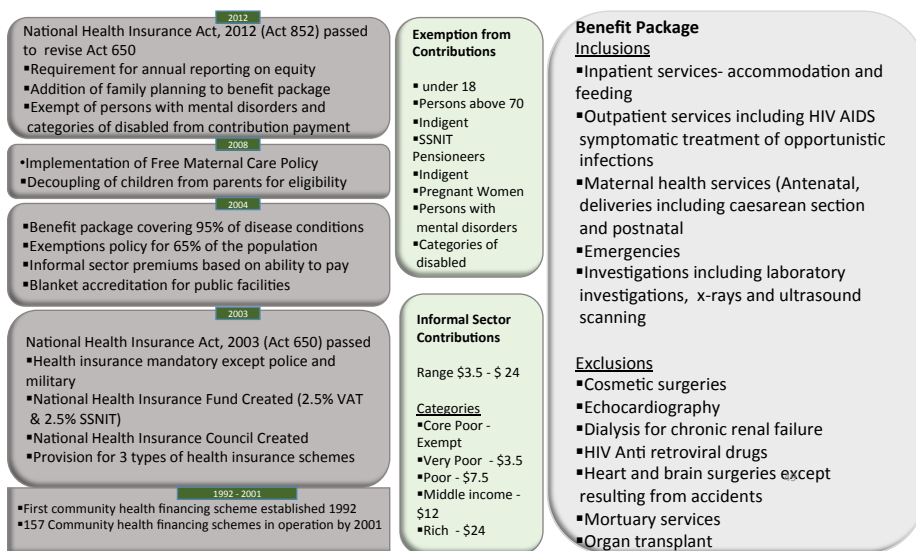 2012
National Health Insurance Act, 2012 (Act 852) passed
to revise Act 650
▪Requirement for annual reporting on equity
▪Addition of family planning to benefit package
▪Exempt of persons with mental disorders and
categories of disabled from contribution payment
2008
•Implementation of Free Maternal Care Policy
▪Decoupling of children from parents for eligibility
2004
▪Benefit package covering 95% of disease conditions
▪Exemptions policy for 65% of the population
▪Informal sector premiums based on ability to pay
▪Blanket accreditation for public facilities
2003
National Health Insurance Act, 2003 (Act 650) passed
▪Health insurance mandatory except police and
military
▪National Health Insurance Fund Created (2.5% VAT
& 2.5% SSNIT)
▪National Health Insurance Council Created
▪Provision for 3 types of health insurance schemes
1992 - 2001
▪First community health financing scheme established 1992
▪157 Community health financing schemes in operation by 2001
Exemption from
Contributions
▪ under 18
▪Persons above 70
▪Indigent
▪SSNIT
Pensioneers
▪Indigent
▪Pregnant Women
▪Persons with
mental disorders
▪Categories of
disabled
Informal Sector
Contributions
Range $3.5 - $ 24
Categories
▪Core Poor -
Exempt
▪Very Poor - $3.5
▪Poor - $7.5
▪Middle income -
$12
▪Rich - $24
Benefit Package
Inclusions
▪Inpatient services- accommodation and
feeding
▪Outpatient services including HIV AIDS
symptomatic treatment of opportunistic
infections
▪Maternal health services (Antenatal,
deliveries including caesarean section
and postnatal
▪Emergencies
▪Investigations including laboratory
investigations, x-rays and ultrasound
scanning
Exclusions
▪Cosmetic surgeries
▪Echocardiography
▪Dialysis for chronic renal failure
▪HIV Anti retroviral drugs
▪Heart and brain surgeries except
resulting from accidents
▪Mortuary services
▪Organ transplant